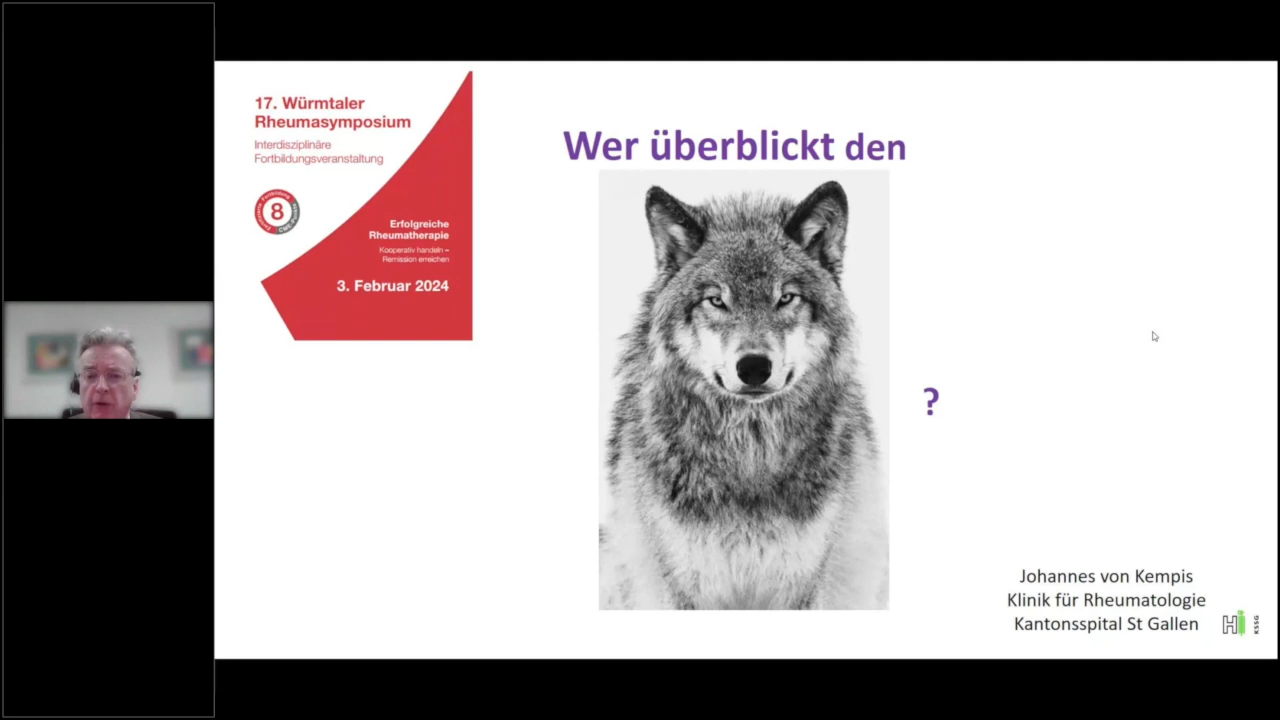 17. Würmtaler
Rheumasymposium
Interdisziplinäre
Fortbildungsveranstaltung
8
Erfolgreiche
Rheumatherapie
Kooperativ handeln –
Remission erreichen
3. Februar 2024
Wer überblickt den
?
Johannes von Kempis
Klinik für Rheumatologie
Kantonsspital St Gallen
H
KSSG